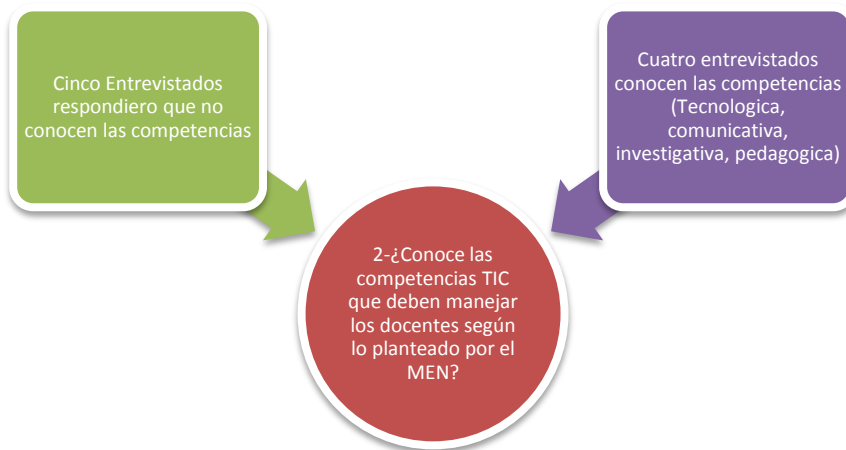 Cinco Entrevistados
respondiero que no
conocen las competencias
Cuatro entrevistados
conocen las competencias
(Tecnologica,
comunicativa,
investigativa, pedagogica)
2-¿Conoce las
competencias TIC
que deben manejar
los docentes según
lo planteado por el
MEN?